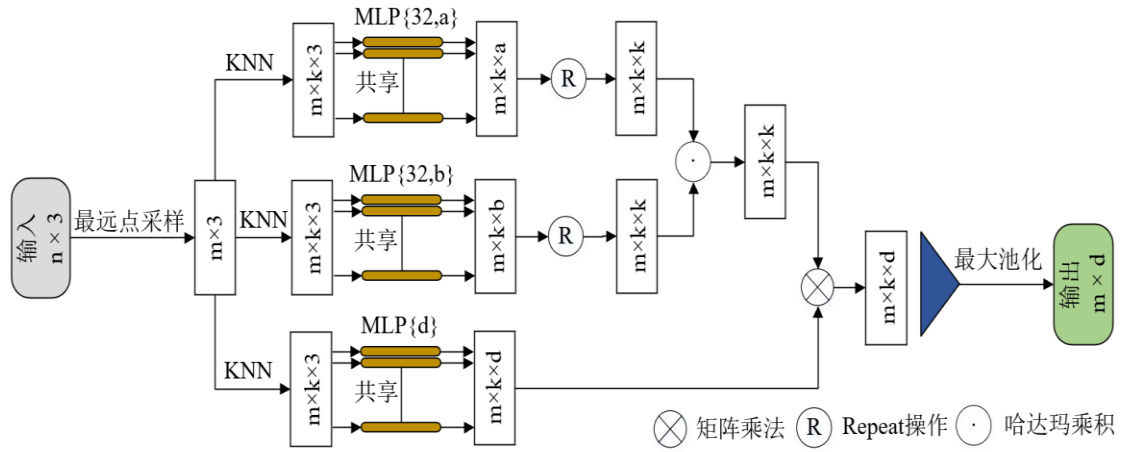 输入
n × 3
最远点采样
m×3
KNN
m×k×3
MLP{32,a}
共享
m×k×a
R
m×k×k
KNN
m×k×3
MLP{32,b}
共享
m×k×b
R
m×k×k
KNN
m×k×3
MLP{d}
共享
m×k×d
·
m×k×k
m×k×d
最大池化
输出
m × d
矩阵乘法
R
Repeat操作
·
哈达玛乘积